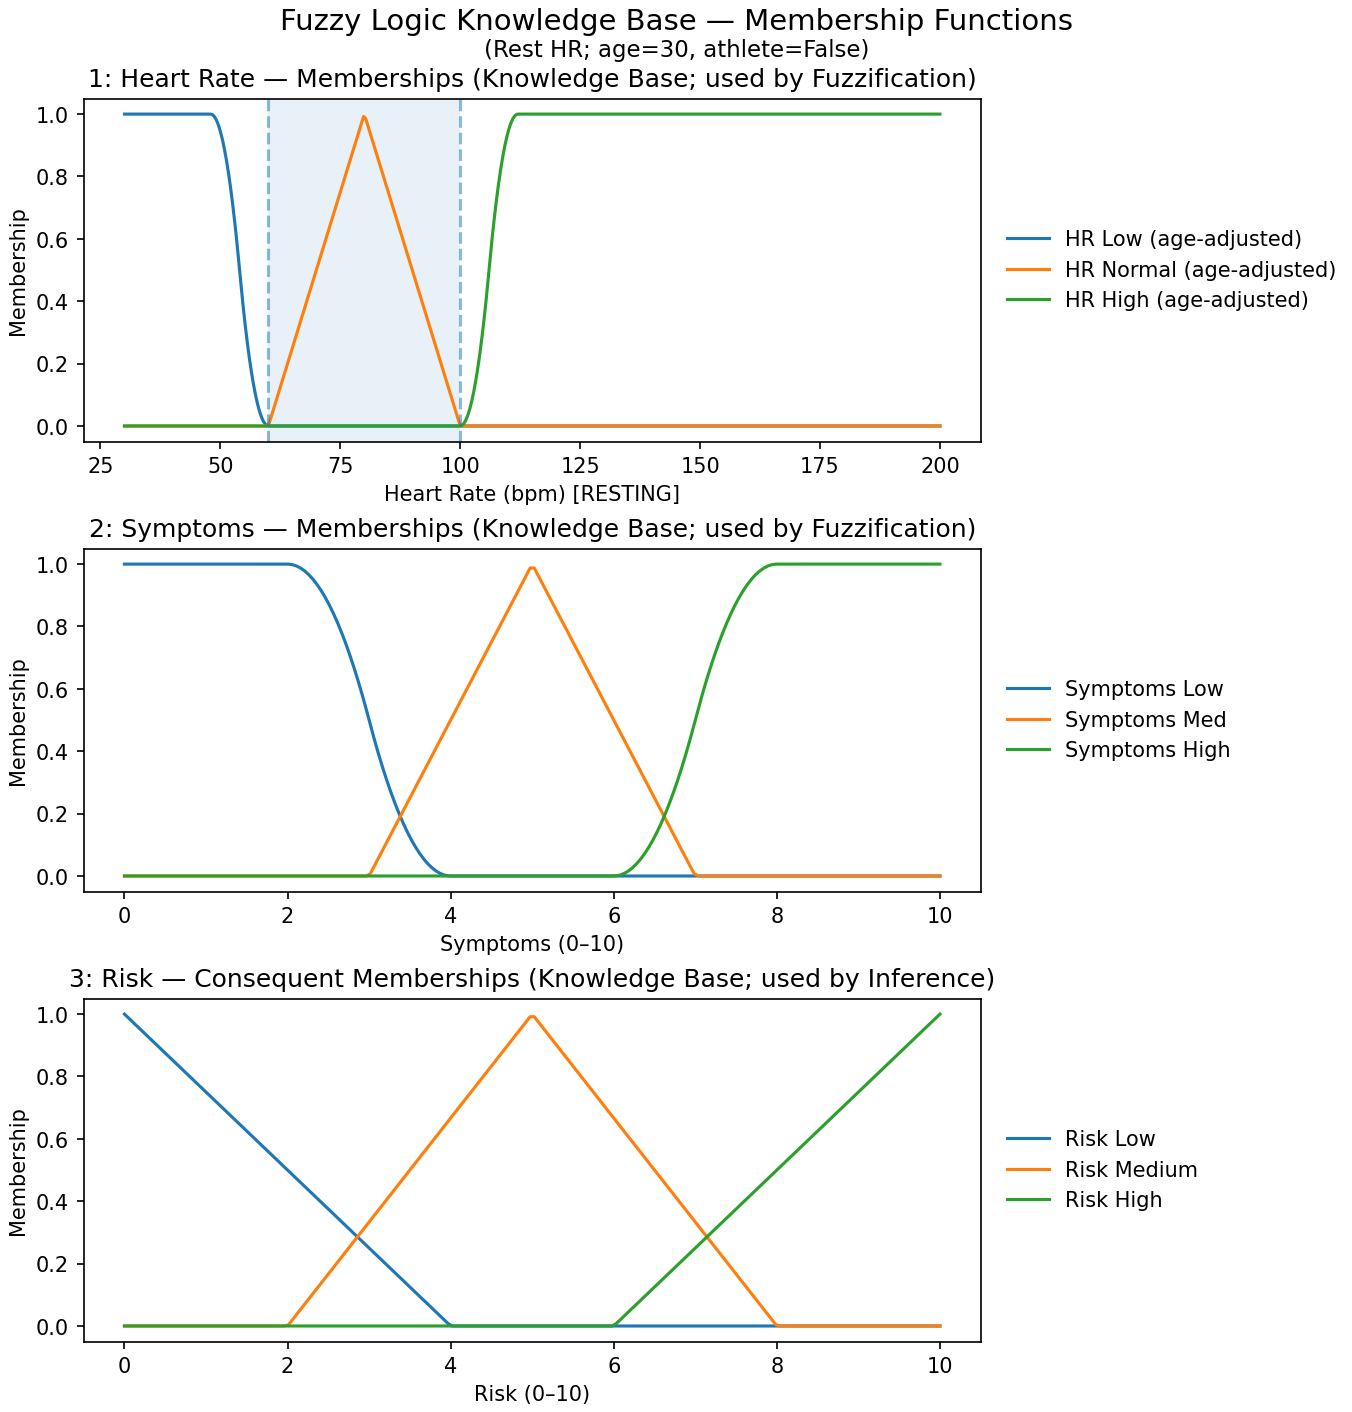 Fuzzy Logic Knowledge Base — Membership Functions
(Rest HR; age=30, athlete=False)
1: Heart Rate — Memberships (Knowledge Base; used by Fuzzification)
1.0
0.8
0.6
0.4
0.2
0.0
Membership
25 50 75 100 125 150 175 200
Heart Rate (bpm) [RESTING]
HR Low (age-adjusted)
HR Normal (age-adjusted)
HR High (age-adjusted)
2: Symptoms — Memberships (Knowledge Base; used by Fuzzification)
1.0
0.8
0.6
0.4
0.2
0.0
Membership
0 2 4 6 8 10
Symptoms (0–10)
Symptoms Low
Symptoms Med
Symptoms High
3: Risk — Consequent Memberships (Knowledge Base; used by Inference)
1.0
0.8
0.6
0.4
0.2
0.0
Membership
0 2 4 6 8 10
Risk (0–10)
Risk Low
Risk Medium
Risk High